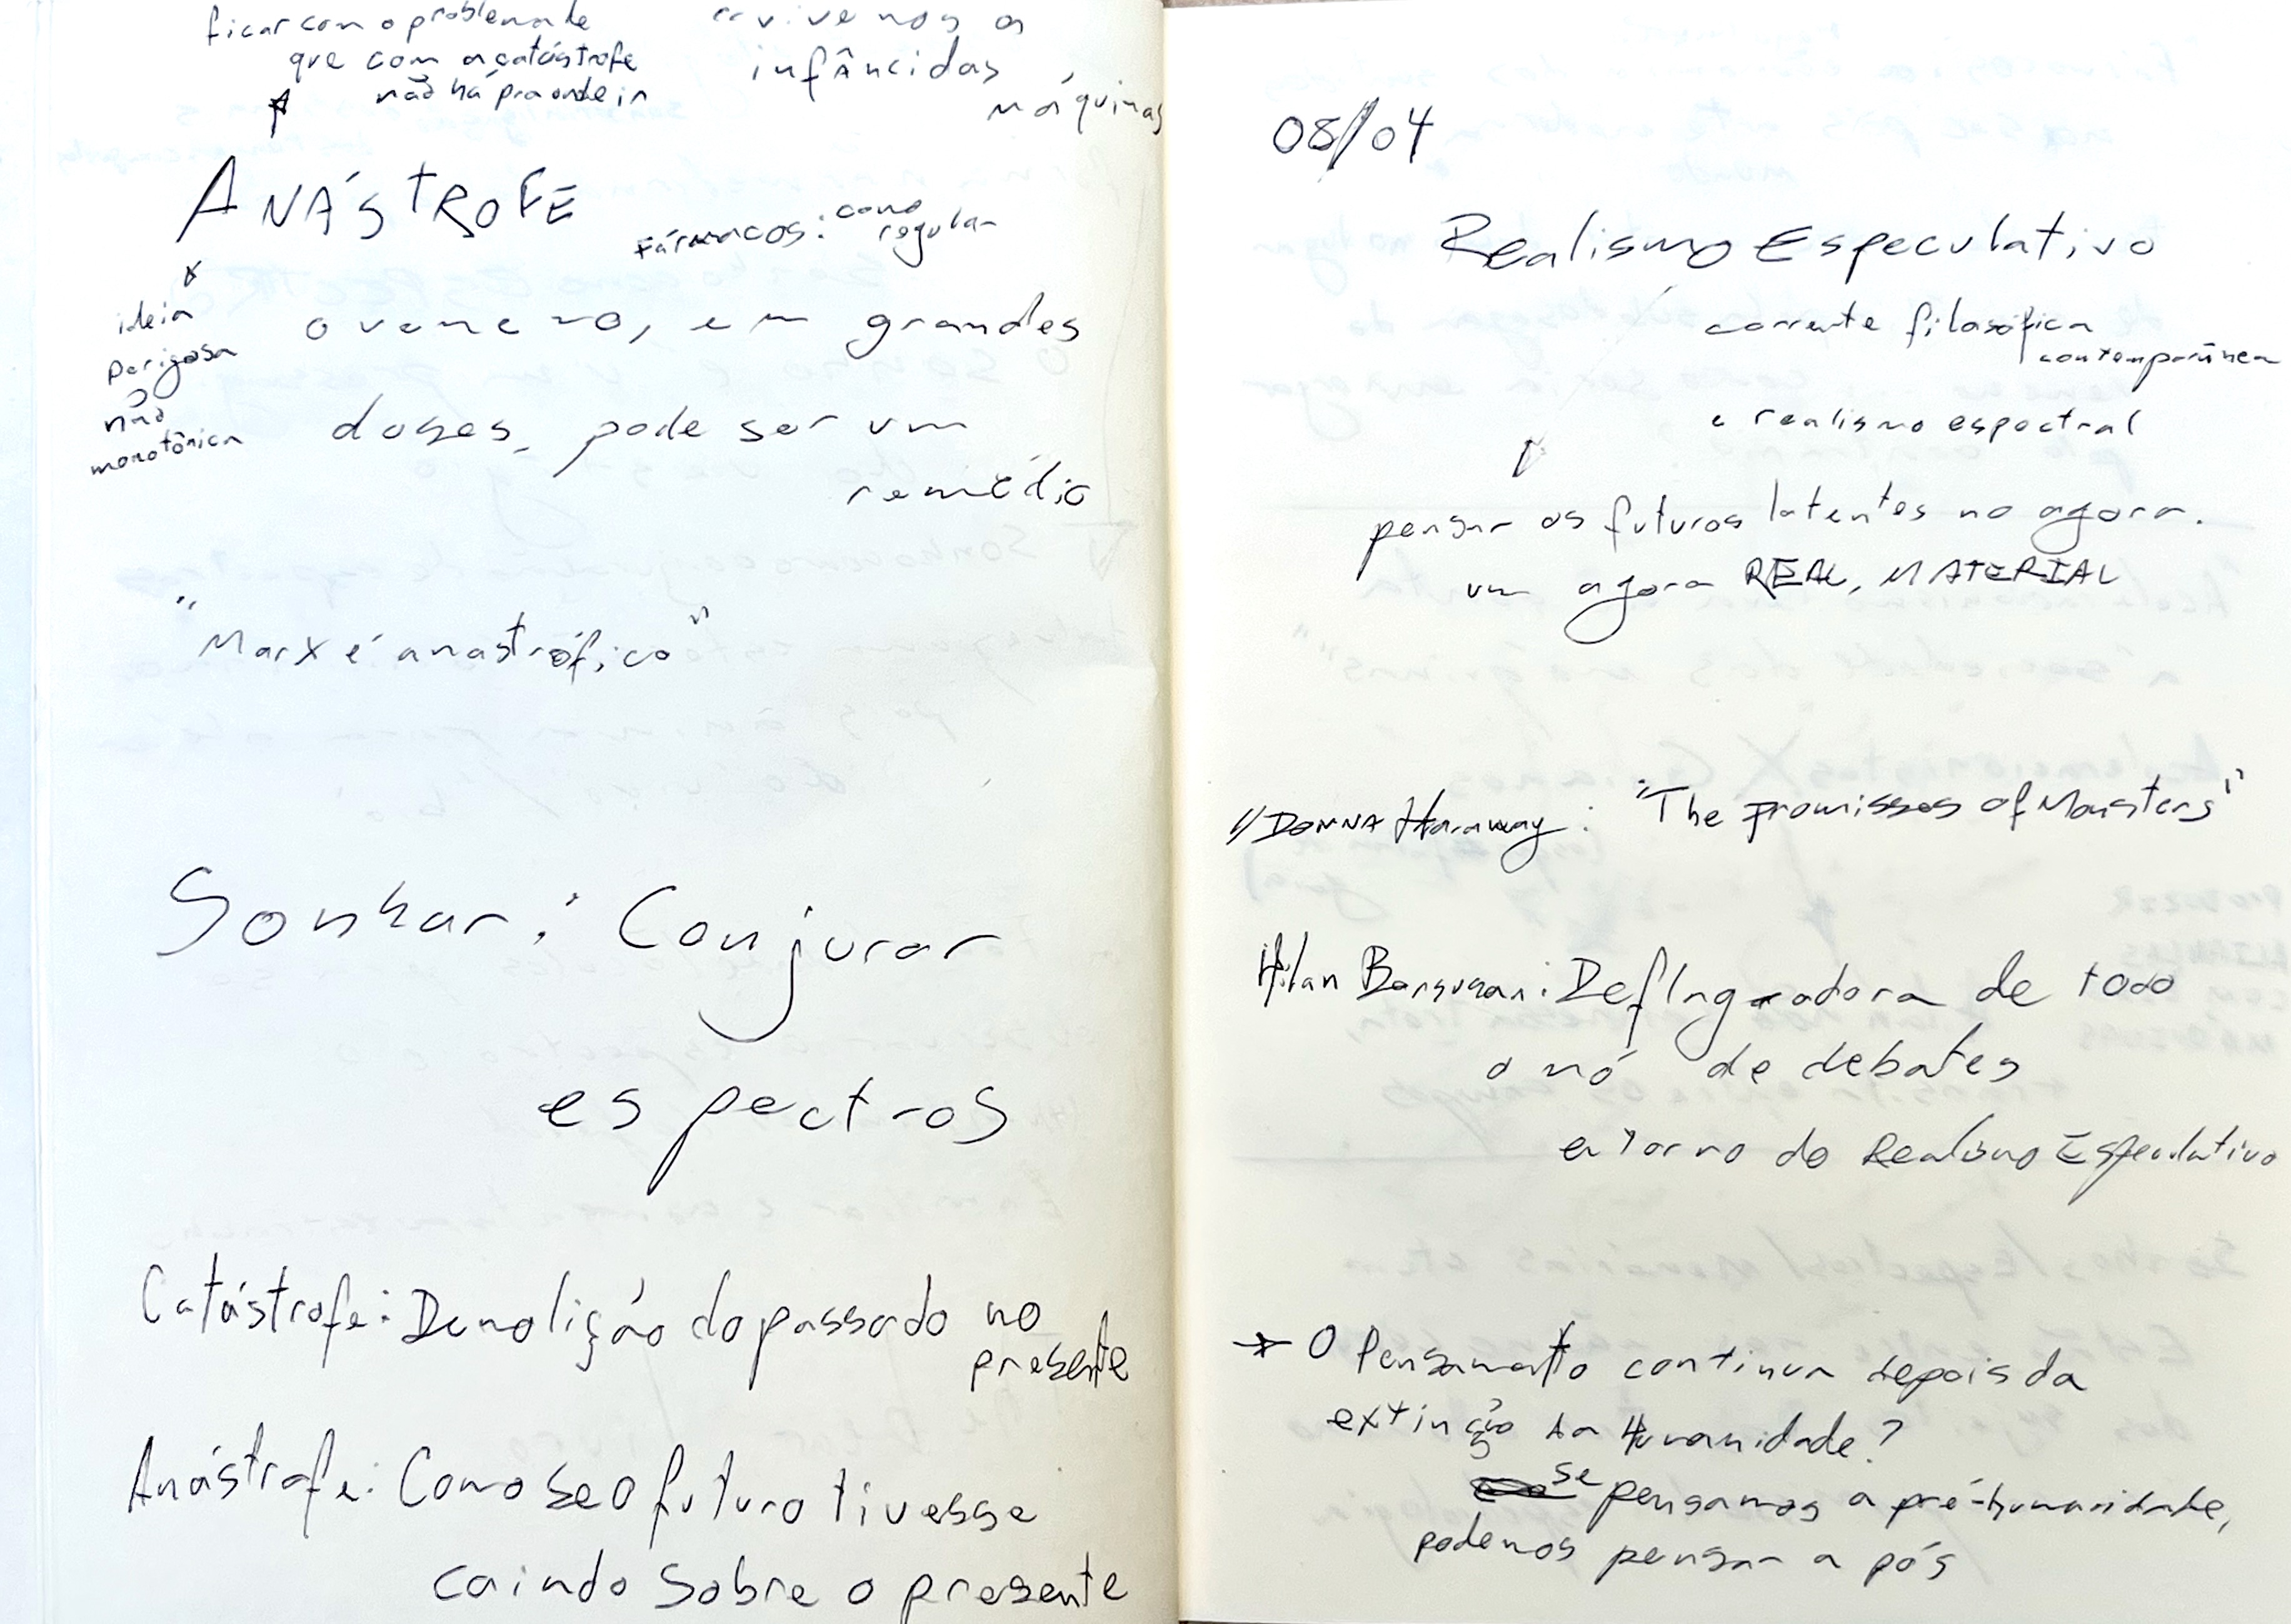 ficar com o problema de
que com a catástrofe
não há pra onde ir
vivemos a
infâncidas
máquinas
ANÁSTROFE
FÁRMACOS: como
regular
ideia
perigosa
não
monotônica
o veneno, em grandes
doses, pode ser um
remédio
"Marx é anastrófico"
Sonhar: Conjurar
espectros
Catástrofe: Demolição do passado no
presente
Anástrofe: Como se o futuro tivesse
caindo sobre o presente
08/04
Realismo Especulativo
corrente filosófica
contemporânea
e realismo espectral
pensar os futuros latentes no agora.
um agora REAL, MATERIAL
// DONNA Haraway: "The promisses of Monsters"
Hilan Bensusan: Deflagradora de todo
o nó de debates
en torno do Realismo Especulativo
→ O Pensamento continua depois da
extinção da Humanidade?
se pensamos a pré-humanidade,
podemos pensar a pós